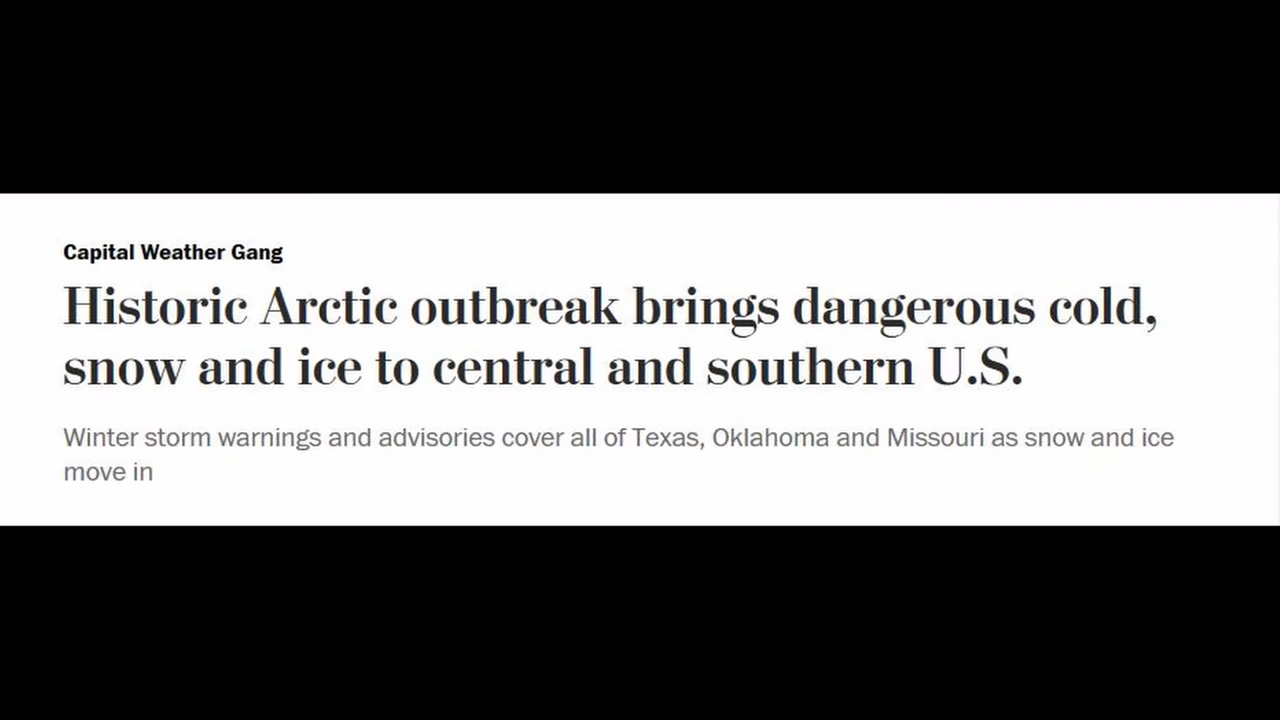 Capital Weather Gang
Historic Arctic outbreak brings dangerous cold,
snow and ice to central and southern U.S.
Winter storm warnings and advisories cover all of Texas, Oklahoma and Missouri as snow and ice
move in